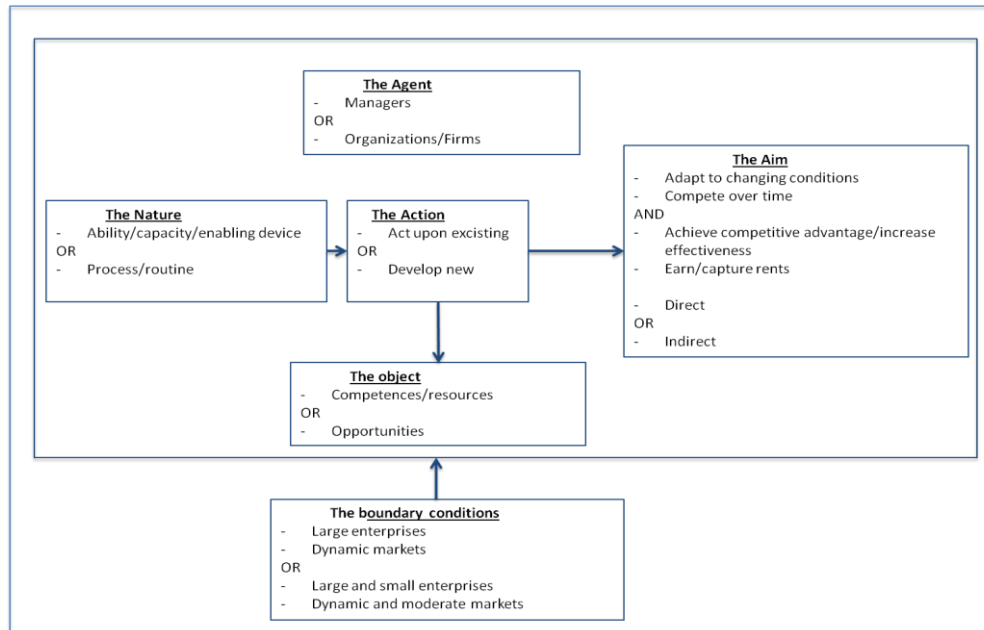 The Agent
- Managers
OR
- Organizations/Firms
The Aim
- Adapt to changing conditions
- Compete over time
AND
- Achieve competitive advantage/increase
effectiveness
- Earn/capture rents
- Direct
OR
- Indirect
The Nature
- Ability/capacity/enabling device
OR
- Process/routine
The Action
- Act upon excisting
OR
- Develop new
The object
- Competences/resources
OR
- Opportunities
The boundary conditions
- Large enterprises
- Dynamic markets
OR
- Large and small enterprises
- Dynamic and moderate markets